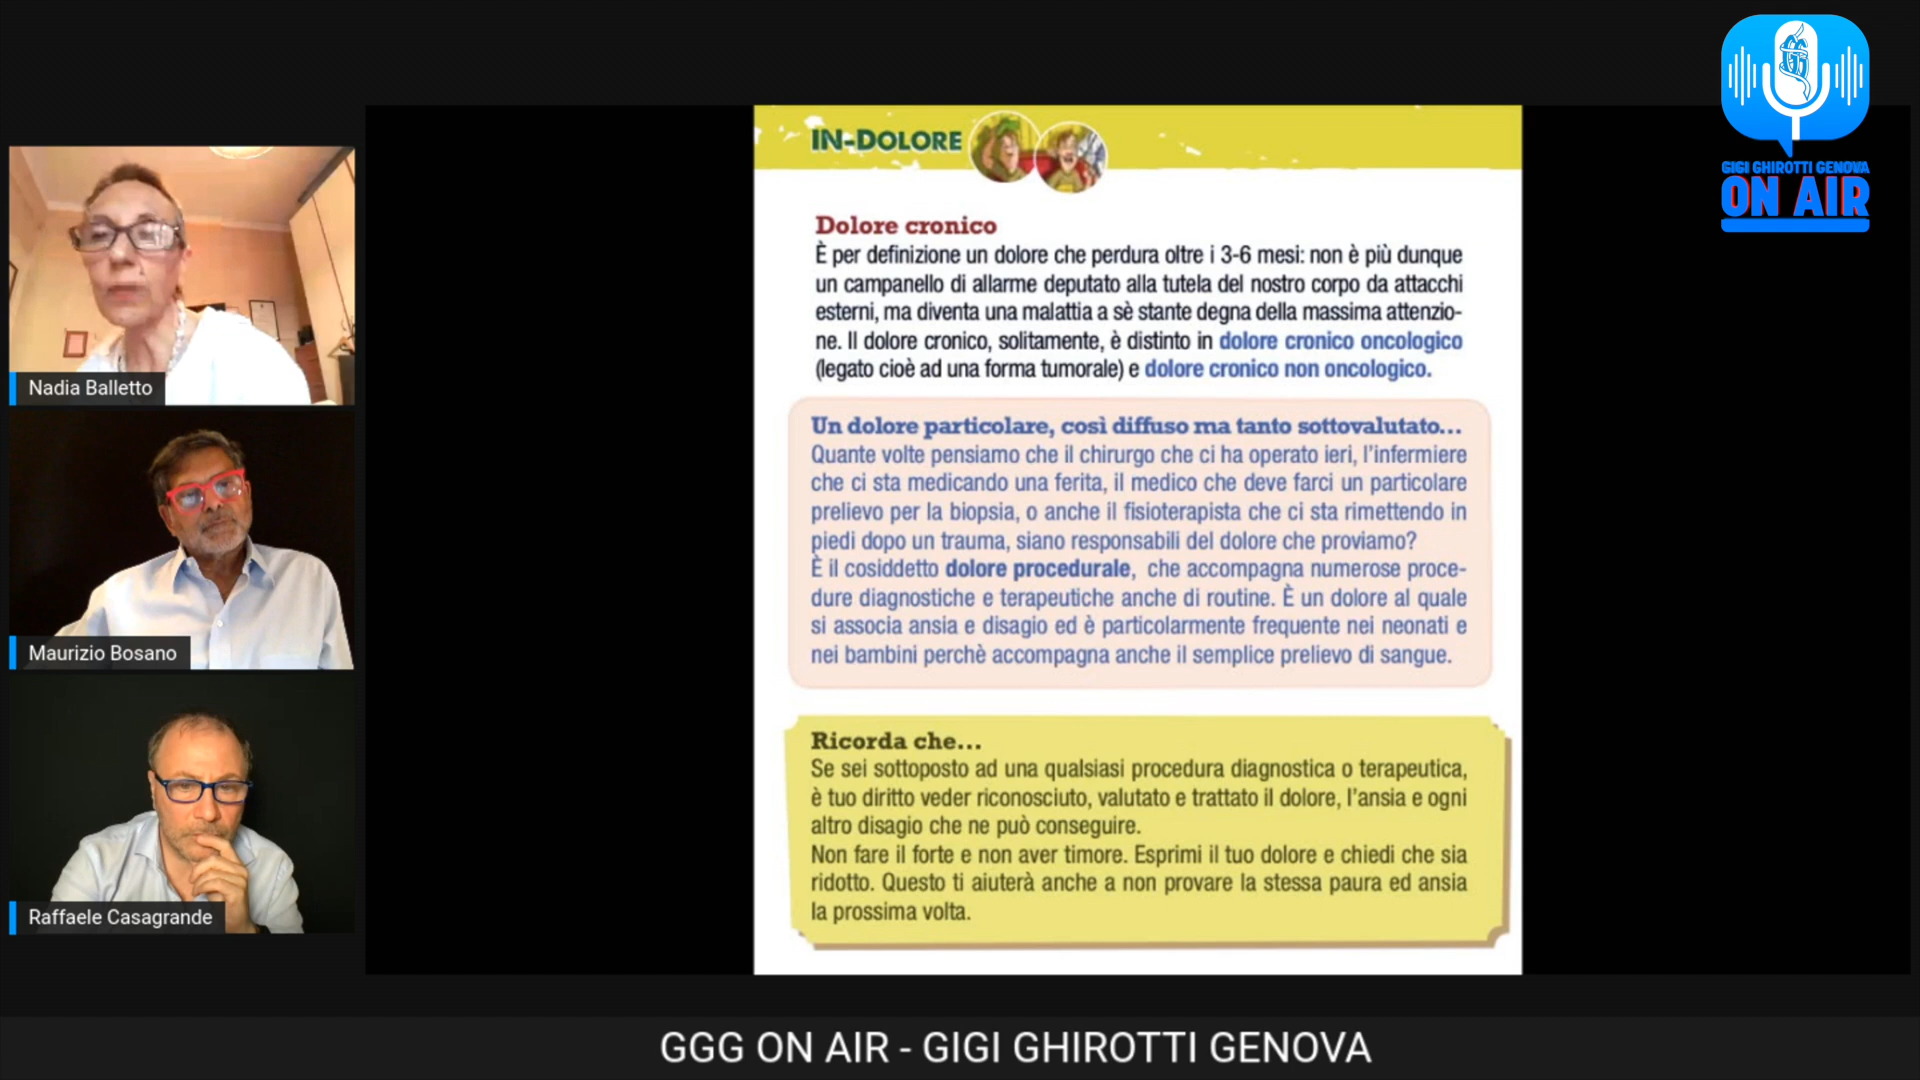 GIGI GHIROTTI GENOVA
ON AIR
Nadia Balletto
Maurizio Bosano
Raffaele Casagrande
IN-DOLORE
Dolore cronico
È per definizione un dolore che perdura oltre i 3-6 mesi: non è più dunque
un campanello di allarme deputato alla tutela del nostro corpo da attacchi
esterni, ma diventa una malattia a sè stante degna della massima attenzio-
ne. Il dolore cronico, solitamente, è distinto in dolore cronico oncologico
(legato cioè ad una forma tumorale) e dolore cronico non oncologico.
Un dolore particolare, così diffuso ma tanto sottovalutato...
Quante volte pensiamo che il chirurgo che ci ha operato ieri, l'infermiere
che ci sta medicando una ferita, il medico che deve farci un particolare
prelievo per la biopsia, o anche il fisioterapista che ci sta rimettendo in
piedi dopo un trauma, siano responsabili del dolore che proviamo?
È il cosiddetto dolore procedurale, che accompagna numerose proce-
dure diagnostiche e terapeutiche anche di routine. È un dolore al quale
si associa ansia e disagio ed è particolarmente frequente nei neonati e
nei bambini perchè accompagna anche il semplice prelievo di sangue.
Ricorda che...
Se sei sottoposto ad una qualsiasi procedura diagnostica o terapeutica,
è tuo diritto veder riconosciuto, valutato e trattato il dolore, l'ansia e ogni
altro disagio che ne può conseguire.
Non fare il forte e non aver timore. Esprimi il tuo dolore e chiedi che sia
ridotto. Questo ti aiuterà anche a non provare la stessa paura ed ansia
la prossima volta.
GGG ON AIR - GIGI GHIROTTI GENOVA